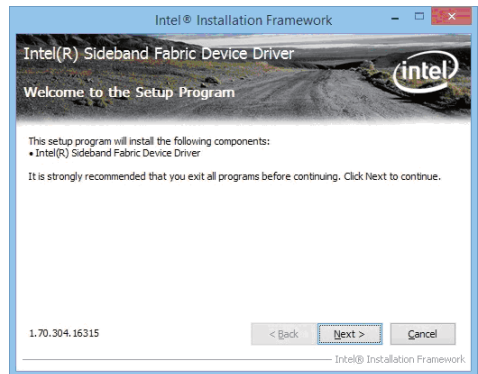 Intel® Installation Framework
Intel(R) Sideband Fabric Device Driver
intel
Welcome to the Setup Program
This setup program will install the following components:
• Intel(R) Sideband Fabric Device Driver
It is strongly recommended that you exit all programs before continuing. Click Next to continue.
1.70.304.16315
< Back
Next >
Cancel
Intel® Installation Framework